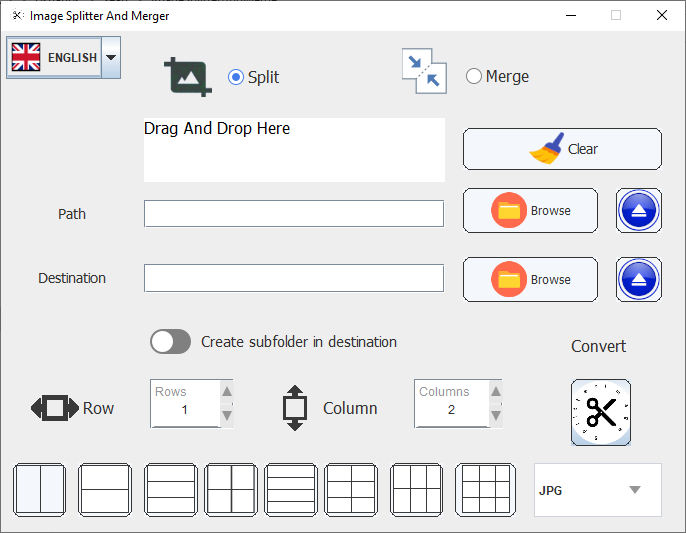 Image Splitter And Merger
ENGLISH
Split
Merge
Drag And Drop Here
Clear
Path
Browse
Destination
Browse
Create subfolder in destination
Convert
Row
Rows
1
Column
Columns
2
JPG